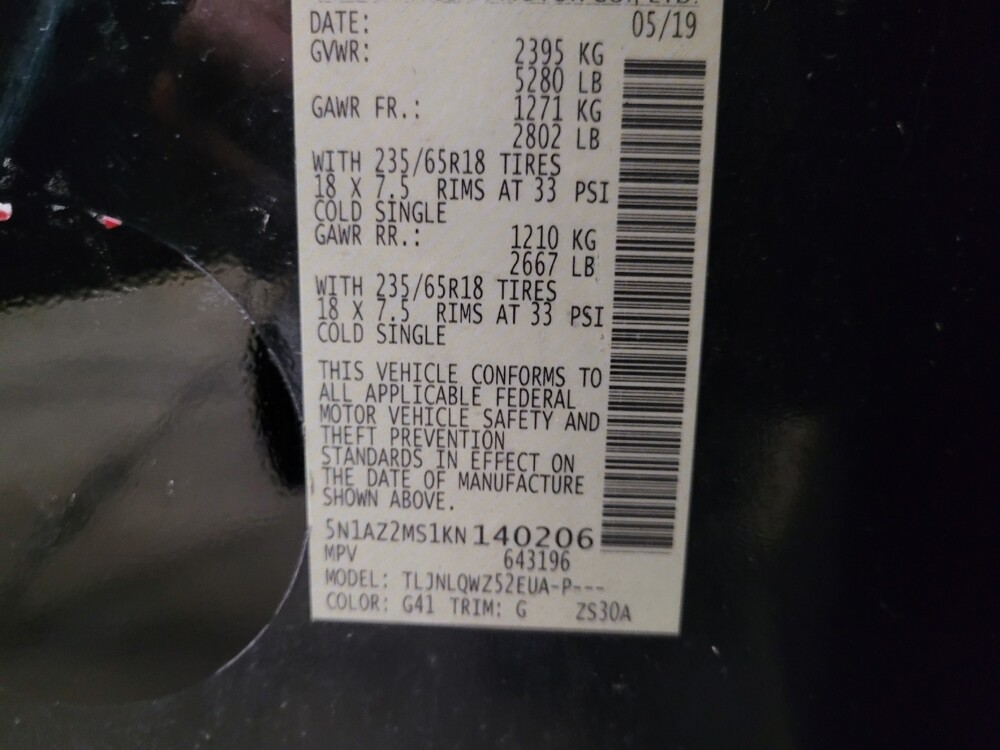 DATE: 05/19
GVWR: 2395 KG
5280 LB
GAWR FR.: 1271 KG
2802 LB
WITH 235/65R18 TIRES
18 X 7.5 RIMS AT 33 PSI
COLD SINGLE
GAWR RR.: 1210 KG
2667 LB
WITH 235/65R18 TIRES
18 X 7.5 RIMS AT 33 PSI
COLD SINGLE
THIS VEHICLE CONFORMS TO
ALL APPLICABLE FEDERAL
MOTOR VEHICLE SAFETY AND
THEFT PREVENTION
STANDARDS IN EFFECT ON
THE DATE OF MANUFACTURE
SHOWN ABOVE.
5N1AZ2MS1KN140206
MPV 643196
MODEL: TLJNLQWZ52EUA-P---
COLOR: G41 TRIM: G ZS30A